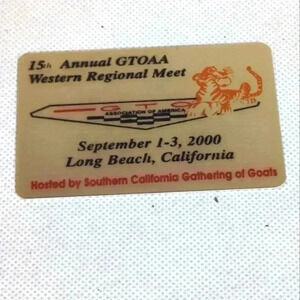 15th Annual GTOAA
Western Regional Meet
GTO
ASSOCIATION OF AMERICA
September 1-3, 2000
Long Beach, California
Hosted by Southern California Gathering of Goats